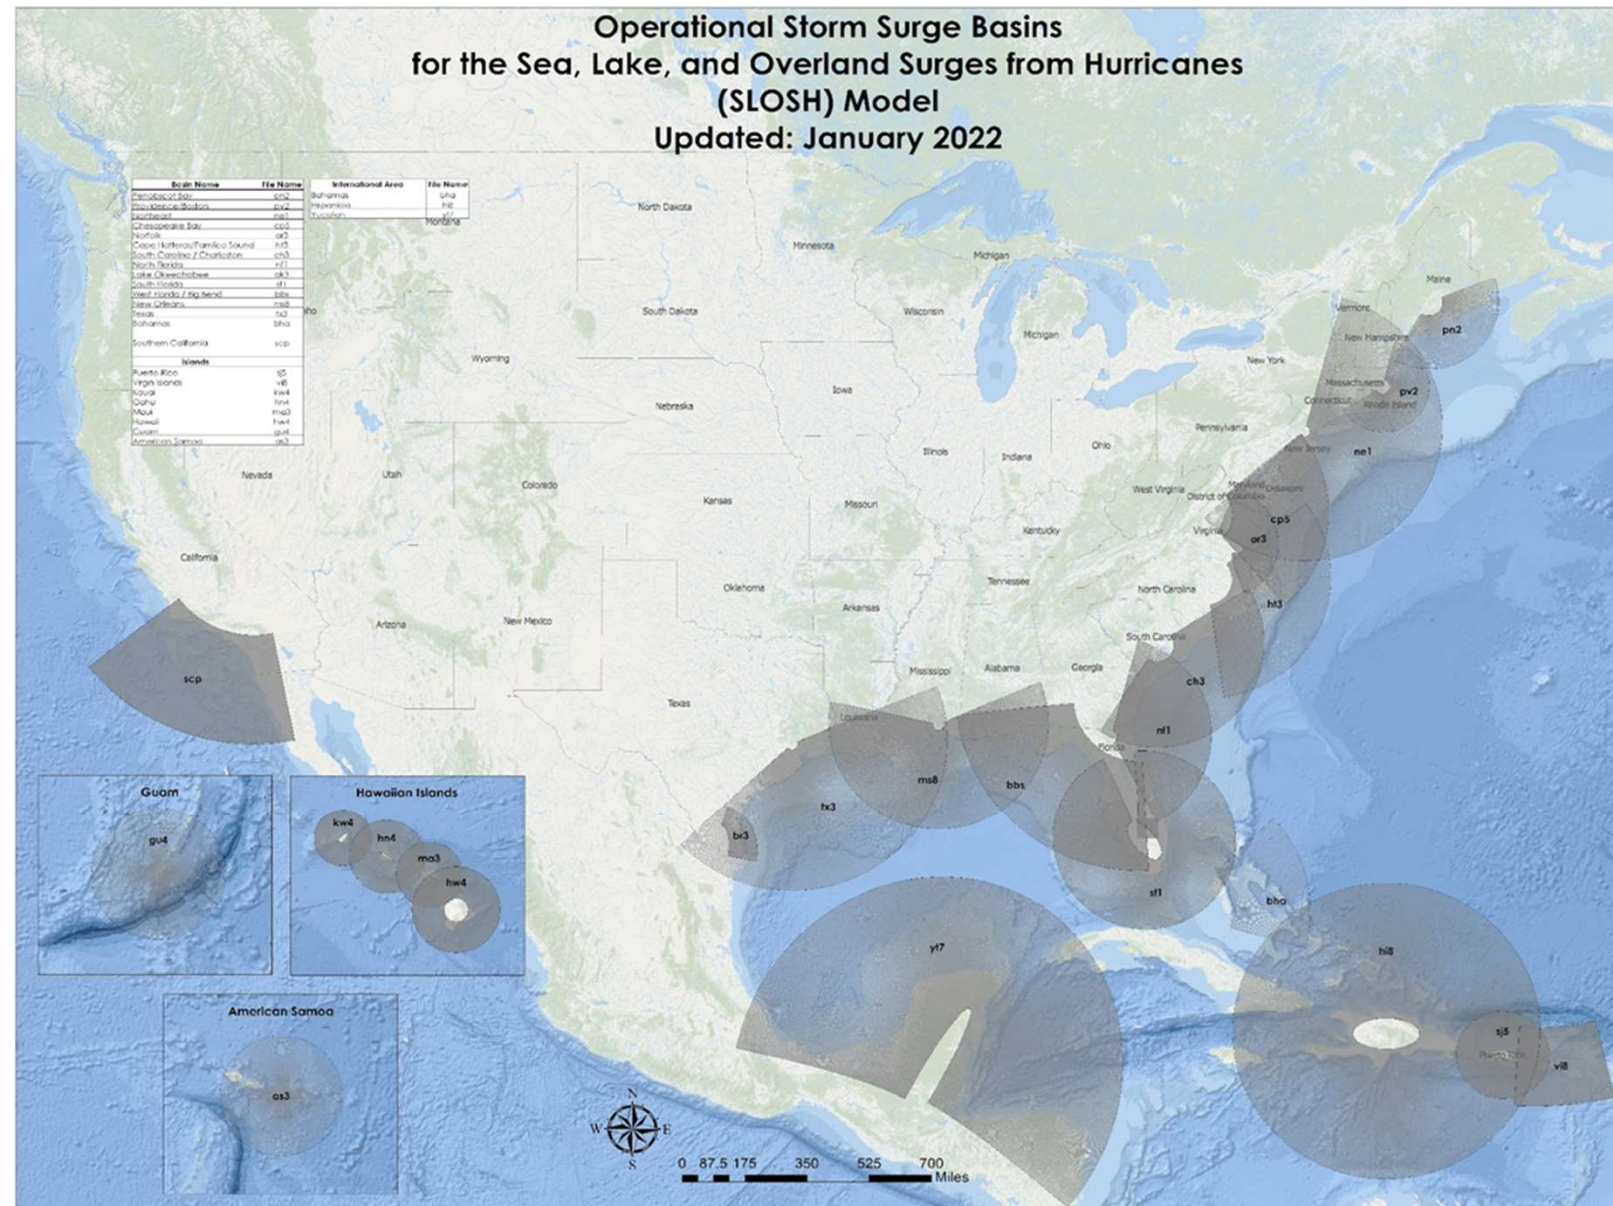 Operational Storm Surge Basins
for the Sea, Lake, and Overland Surges from Hurricanes
(SLOSH) Model
Updated: January 2022
Basin Name File Name
Penobscot Bay pn2
Providence/Boston pv2
Northeast ne1
Chesapeake Bay cp5
Norfolk or3
Cape Hatteras/Pamlico Sound ht3
South Carolina / Charleston ch3
North Florida nf1
Lake Okeechobee ok3
South Florida sf1
West Florida / Big Bend bbs
New Orleans ms8
Texas tx3
Bahamas bha
Southern California scp
Islands
Puerto Rico sj5
Virgin Islands vi8
Kauai kw4
Oahu hn4
Maui ma3
Hawaii hw4
Guam gu4
American Samoa as3
International Area File Name
Bahamas bha
Hispaniola hi8
Yucatan yt7
Montana
North Dakota
Minnesota
Michigan
Maine
aho
South Dakota
Wisconsin
Michigan
Vermont
New Hampshire
pn2
Wyoming
Nebraska
Iowa
New York
Massachusetts
Connecticut
Rhode Island
pv2
Nevada
Utah
Colorado
Kansas
Missouri
Illinois
Indiana
Ohio
Pennsylvania
New Jersey
ne1
West Virginia
Maryland
Delaware
District of Columbia
Kentucky
Virginia
cp5
or3
California
Arizona
New Mexico
Oklahoma
Arkansas
Tennessee
North Carolina
ht3
South Carolina
scp
Texas
Louisiana
Mississippi
Alabama
Georgia
ch3
nf1
Florida
ms8
bbs
tx3
br3
sf1
bha
Guam
gu4
Hawaiian Islands
kw4
hn4
ma3
hw4
yt7
hi8
American Samoa
as3
sj5
Puerto Rico
vi8
N
W E
S
0 87.5 175 350 525 700
Miles